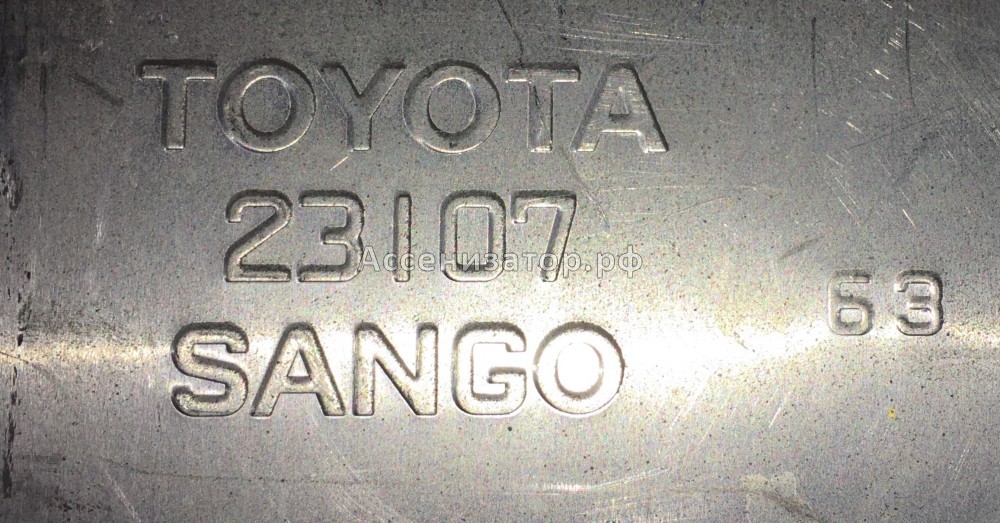 TOYOTA
23107
Ассенизатор.рф
63
SANGO